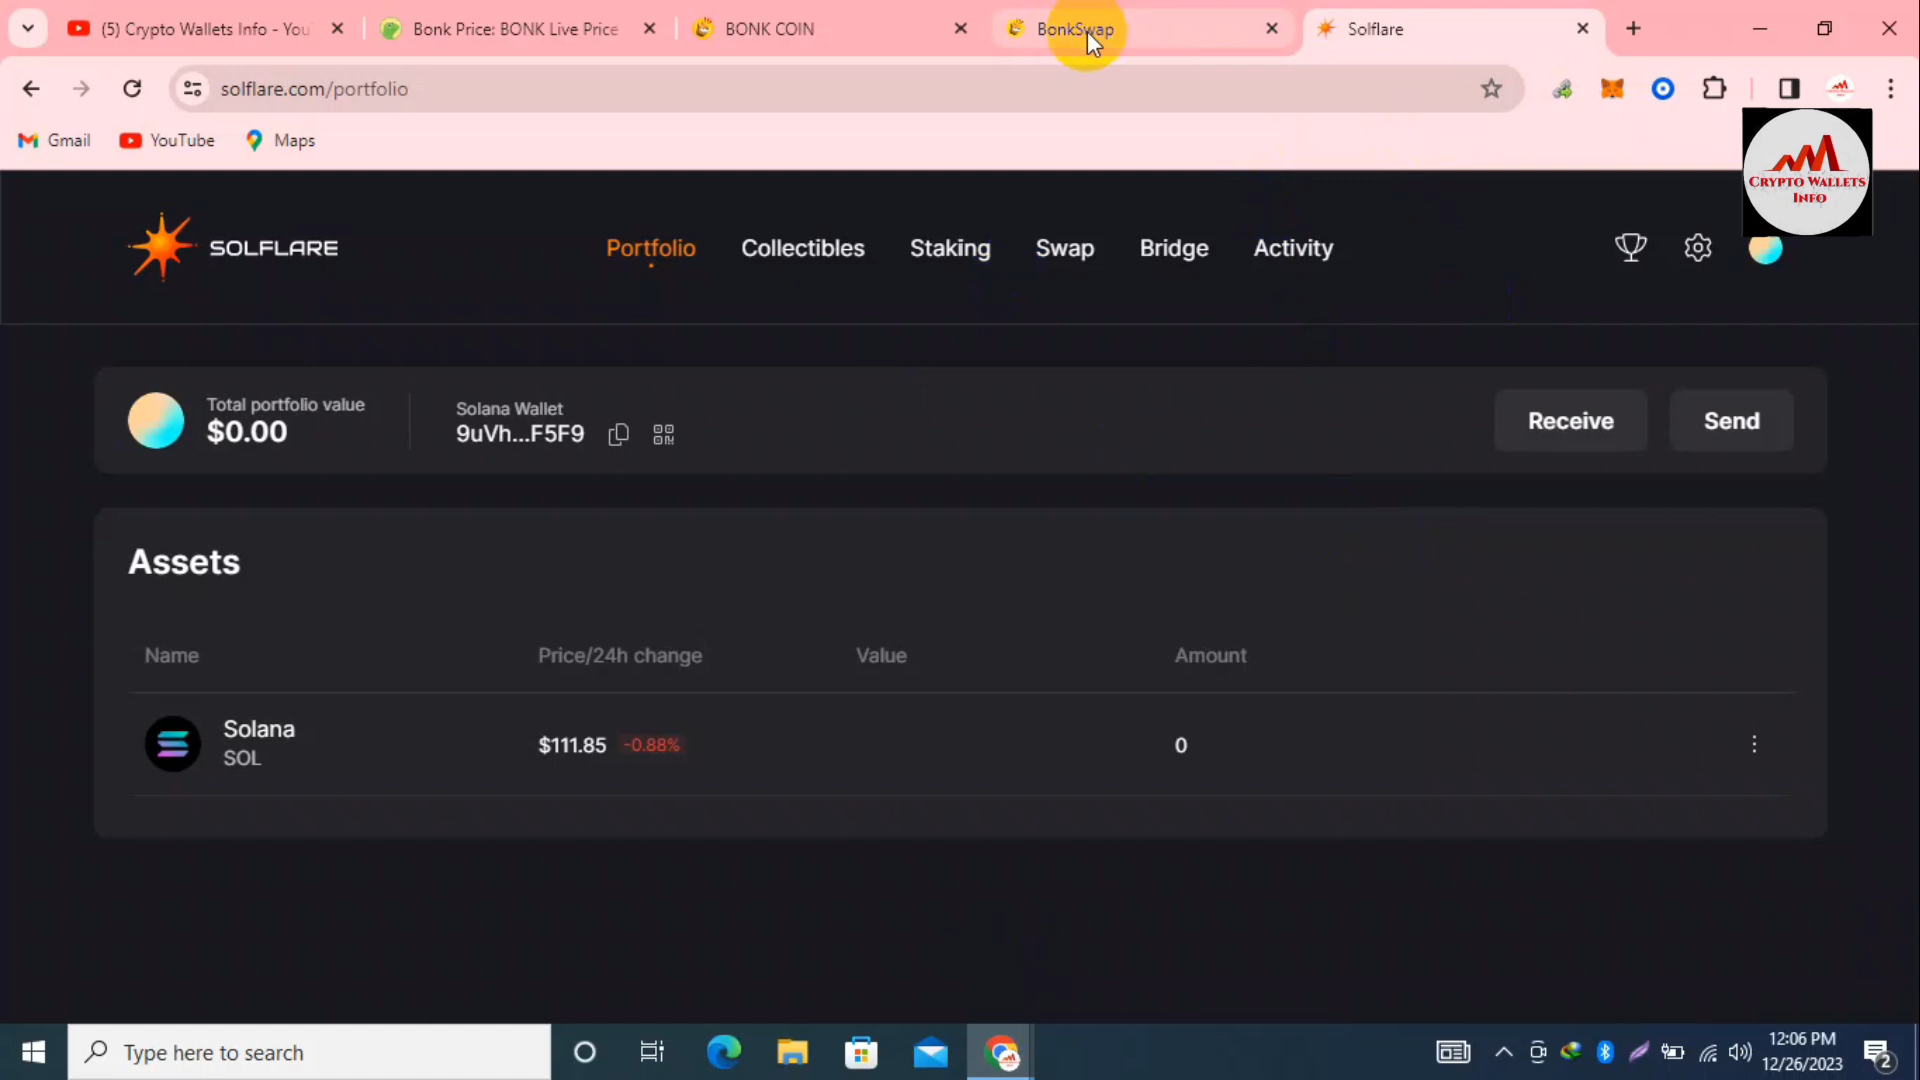 (5) Crypto Wallets Info - You
Bonk Price: BONK Live Price
BONK COIN
BonkSwap
Solflare
solflare.com/portfolio
Gmail
YouTube
Maps
CRYPTO WALLETS
INFO
SOLFLARE
Portfolio
Collectibles
Staking
Swap
Bridge
Activity
Total portfolio value
$0.00
Solana Wallet
9uVh...F5F9
Receive
Send
Assets
Name
Price/24h change
Value
Amount
Solana
SOL
$111.85
-0.88%
0
Type here to search
12:06 PM
12/26/2023
2